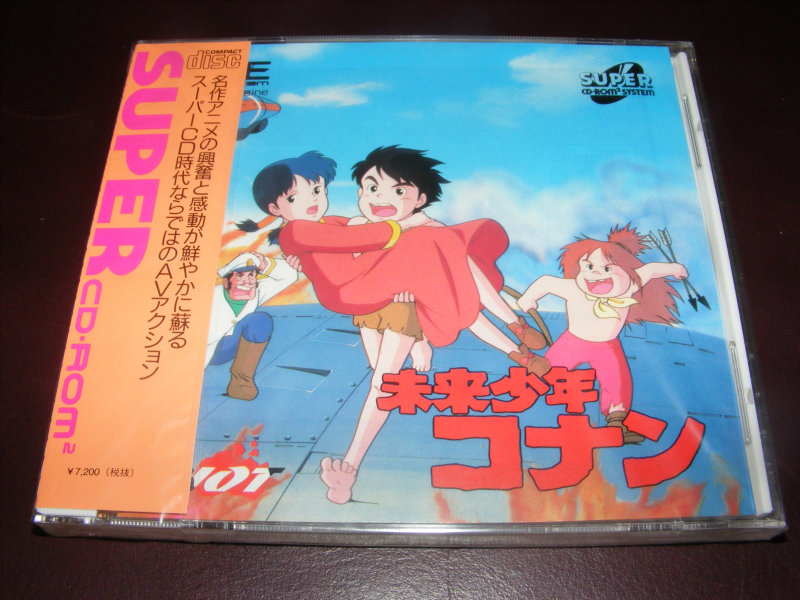 COMPACT
disc
SUPER CD-ROM²
名作アニメの興奮と感動が鮮やかに蘇る
スーパーCD時代ならではのAVアクション
¥7,200(税抜)
SUPER
CD-ROM² SYSTEM
未来少年
コナン